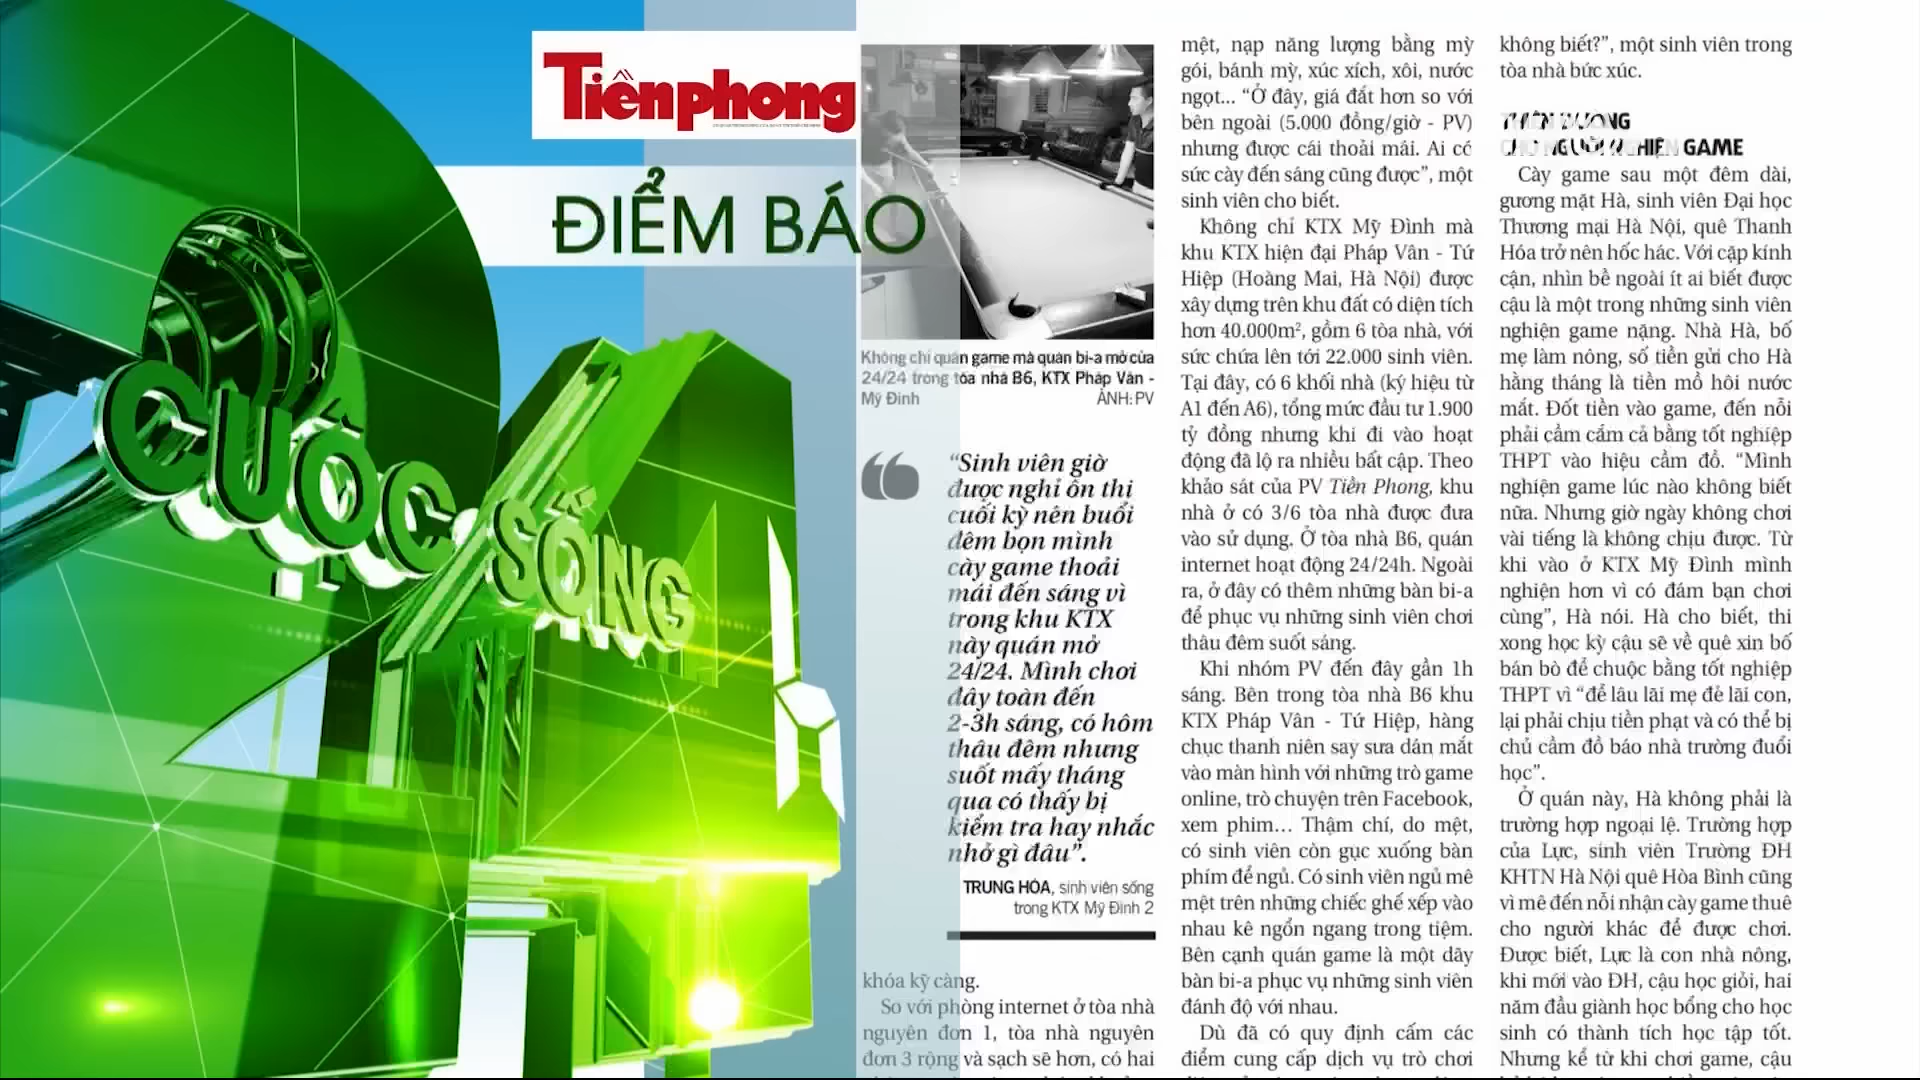 Tiềnphong
ĐIỂM BÁO
CUỘC SỐNG
24h
Không chỉ quán game mà quán bi-a mở cửa
24/24 trong tòa nhà B6, KTX Pháp Vân -
Mỹ Đình ẢNH: PV
“Sinh viên giờ
được nghỉ ôn thi
cuối kỳ nên buổi
đêm bọn mình
cày game thoải
mái đến sáng vì
trong khu KTX
này quán mở
24/24. Mình chơi
đây toàn đến
2-3h sáng, có hôm
thâu đêm nhưng
suốt mấy tháng
qua có thấy bị
kiểm tra hay nhắc
nhở gì đâu”.
TRUNG HÓA, sinh viên sống
trong KTX Mỹ Đình 2
khóa kỹ càng.
So với phòng internet ở tòa nhà
nguyên đơn 1, tòa nhà nguyên
đơn 3 rộng và sạch sẽ hơn, có hai
mệt, nạp năng lượng bằng mỳ
gói, bánh mỳ, xúc xích, xôi, nước
ngọt... “Ở đây, giá đắt hơn so với
bên ngoài (5.000 đồng/giờ - PV)
nhưng được cái thoải mái. Ai có
sức cày đến sáng cũng được”, một
sinh viên cho biết.
Không chỉ KTX Mỹ Đình mà
khu KTX hiện đại Pháp Vân - Tứ
Hiệp (Hoàng Mai, Hà Nội) được
xây dựng trên khu đất có diện tích
hơn 40.000m², gồm 6 tòa nhà, với
sức chứa lên tới 22.000 sinh viên.
Tại đây, có 6 khối nhà (ký hiệu từ
A1 đến A6), tổng mức đầu tư 1.900
tỷ đồng nhưng khi đi vào hoạt
động đã lộ ra nhiều bất cập. Theo
khảo sát của PV Tiền Phong, khu
nhà ở có 3/6 tòa nhà được đưa
vào sử dụng. Ở tòa nhà B6, quán
internet hoạt động 24/24h. Ngoài
ra, ở đây có thêm những bàn bi-a
để phục vụ những sinh viên chơi
thâu đêm suốt sáng.
Khi nhóm PV đến đây gần 1h
sáng. Bên trong tòa nhà B6 khu
KTX Pháp Vân - Tứ Hiệp, hàng
chục thanh niên say sưa dán mắt
vào màn hình với những trò game
online, trò chuyện trên Facebook,
xem phim... Thậm chí, do mệt,
có sinh viên còn gục xuống bàn
phím để ngủ. Có sinh viên ngủ mê
mệt trên những chiếc ghế xếp vào
nhau kê ngổn ngang trong tiệm.
Bên cạnh quán game là một dãy
bàn bi-a phục vụ những sinh viên
đánh độ với nhau.
Dù đã có quy định cấm các
điểm cung cấp dịch vụ trò chơi
không biết?”, một sinh viên trong
tòa nhà bức xúc.
THIÊN ĐƯỜNG
CHO NGƯỜI NGHIỆN GAME
Cày game sau một đêm dài,
gương mặt Hà, sinh viên Đại học
Thương mại Hà Nội, quê Thanh
Hóa trở nên hốc hác. Với cặp kính
cận, nhìn bề ngoài ít ai biết được
cậu là một trong những sinh viên
nghiện game nặng. Nhà Hà, bố
mẹ làm nông, số tiền gửi cho Hà
hằng tháng là tiền mồ hôi nước
mắt. Đốt tiền vào game, đến nỗi
phải cầm cắm cả bằng tốt nghiệp
THPT vào hiệu cầm đồ. “Mình
nghiện game lúc nào không biết
nữa. Nhưng giờ ngày không chơi
vài tiếng là không chịu được. Từ
khi vào ở KTX Mỹ Đình mình
nghiện hơn vì có đám bạn chơi
cùng”, Hà nói. Hà cho biết, thi
xong học kỳ cậu sẽ về quê xin bố
bán bò để chuộc bằng tốt nghiệp
THPT vì “để lâu lãi mẹ đẻ lãi con,
lại phải chịu tiền phạt và có thể bị
chủ cầm đồ báo nhà trường đuổi
học”.
Ở quán này, Hà không phải là
trường hợp ngoại lệ. Trường hợp
của Lực, sinh viên Trường ĐH
KHTN Hà Nội quê Hòa Bình cũng
vì mê đến nỗi nhận cày game thuê
cho người khác để được chơi.
Được biết, Lực là con nhà nông,
khi mới vào ĐH, cậu học giỏi, hai
năm đầu giành học bổng cho học
sinh có thành tích học tập tốt.
Nhưng kể từ khi chơi game, cậu